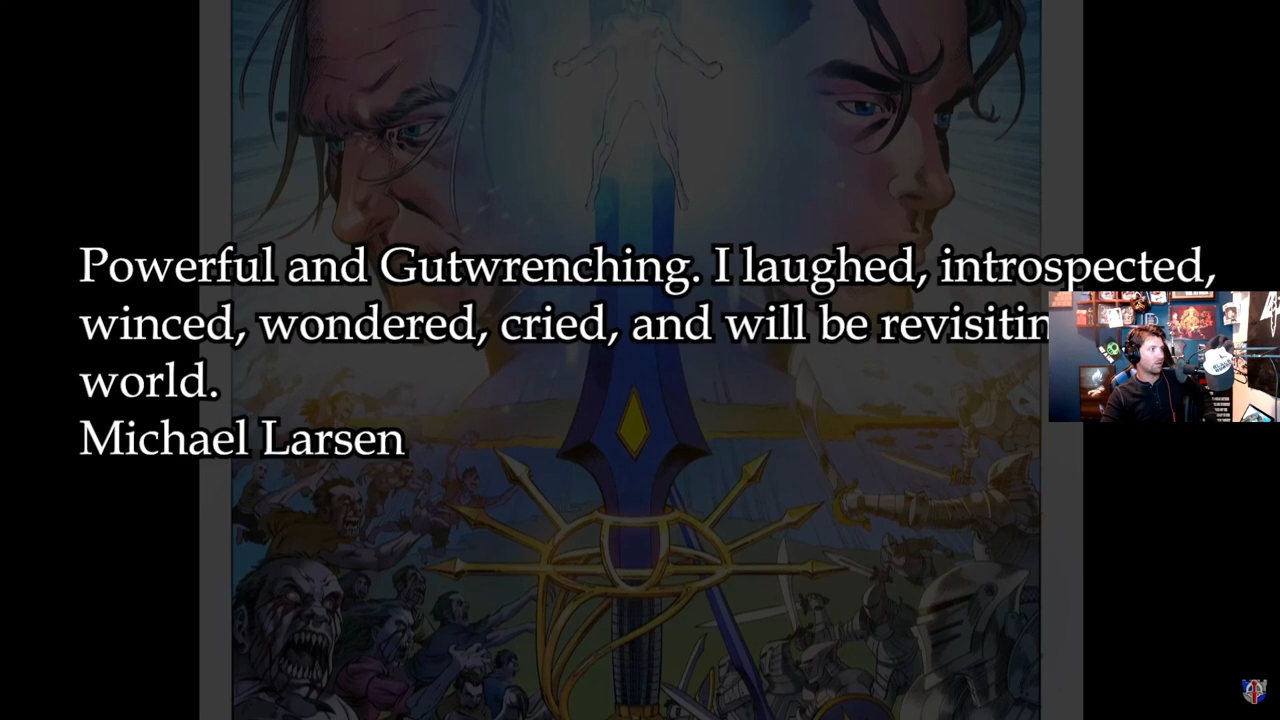 Powerful and Gutwrenching. I laughed, introspected,
winced, wondered, cried, and will be revisitin
world.
Michael Larsen